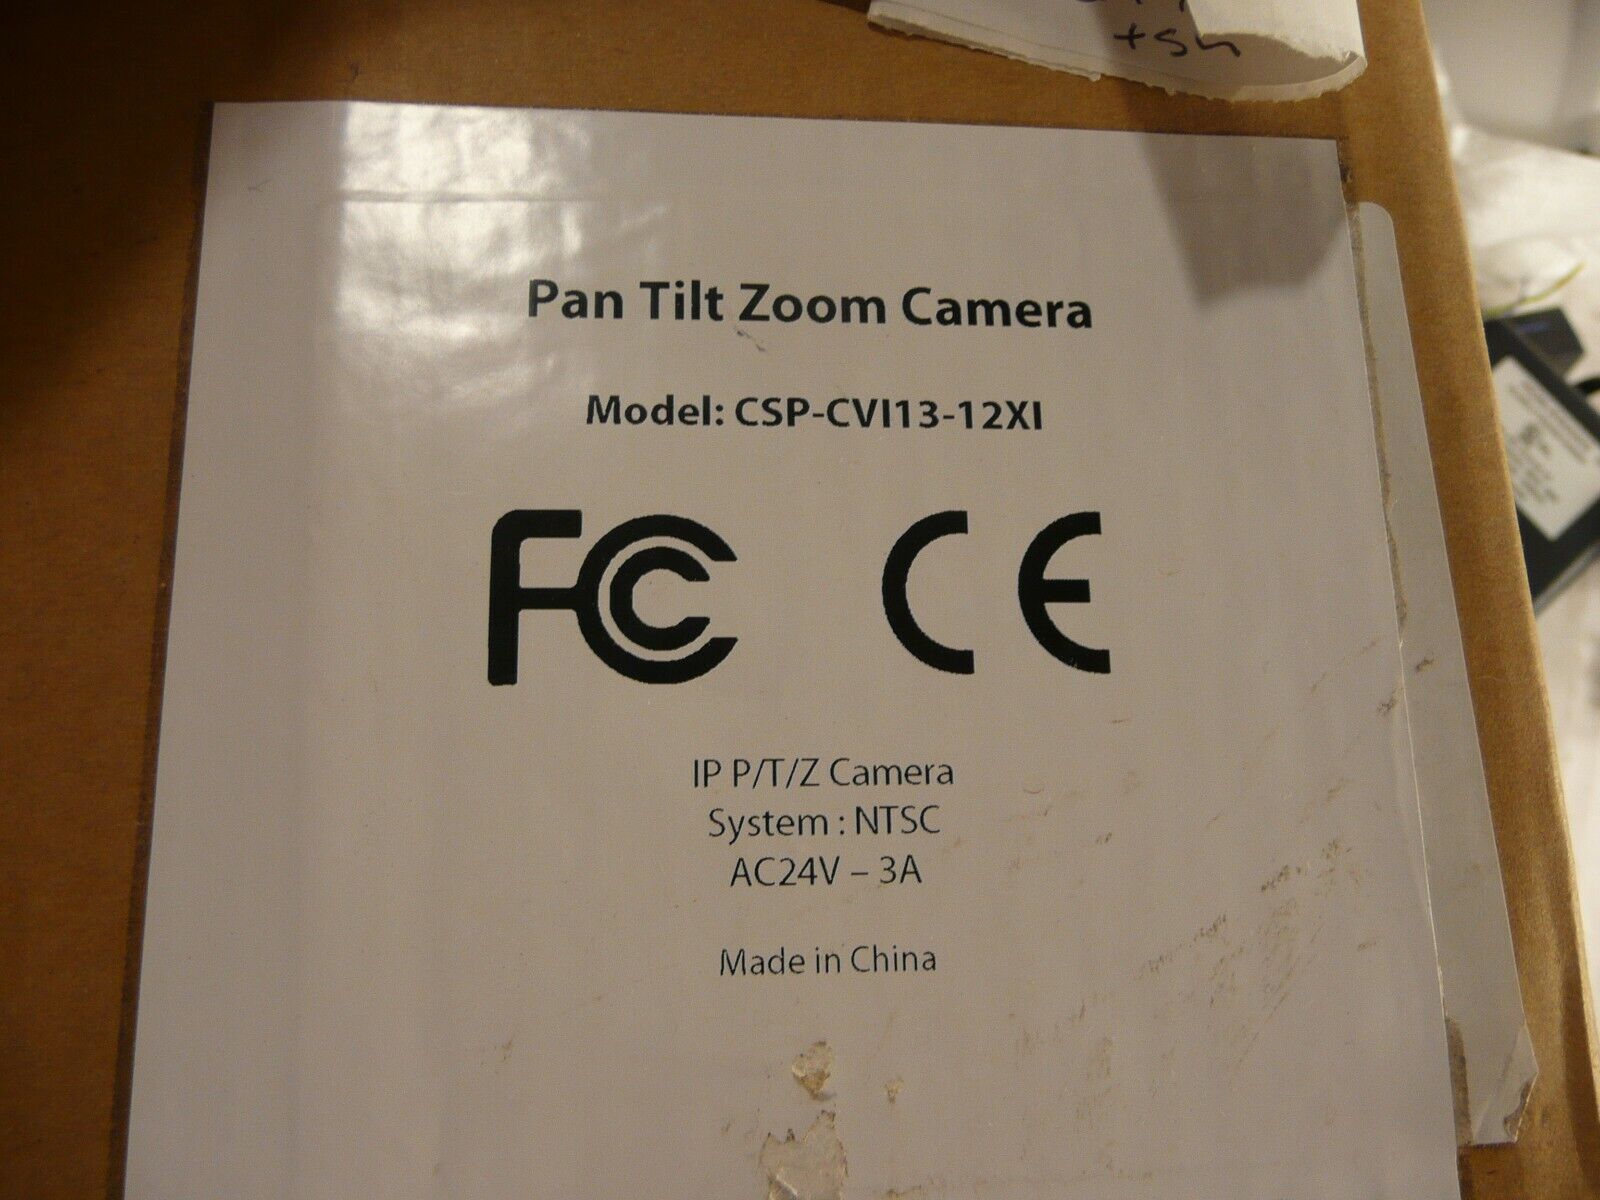 +sh
Pan Tilt Zoom Camera
Model: CSP-CVI13-12XI
FC CE
IP P/T/Z Camera
System : NTSC
AC24V – 3A
Made in China